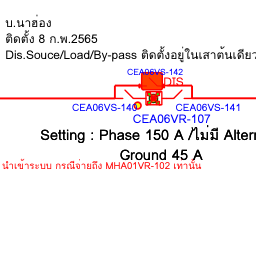 บ.นาฮ่อง
ติดตั้ง 8 ก.พ.2565
Dis.Souce/Load/By-pass ติดตั้งอยู่ในเสาต้นเดียว
CEA06VS-142
DIS
CEA06VS-140 CEA06VS-141
CEA06VR-107
Setting : Phase 150 A /ไม่มี Alter
Ground 45 A
นำเข้าระบบ กรณีจ่ายถึง MHA01VR-102 เท่านั้น